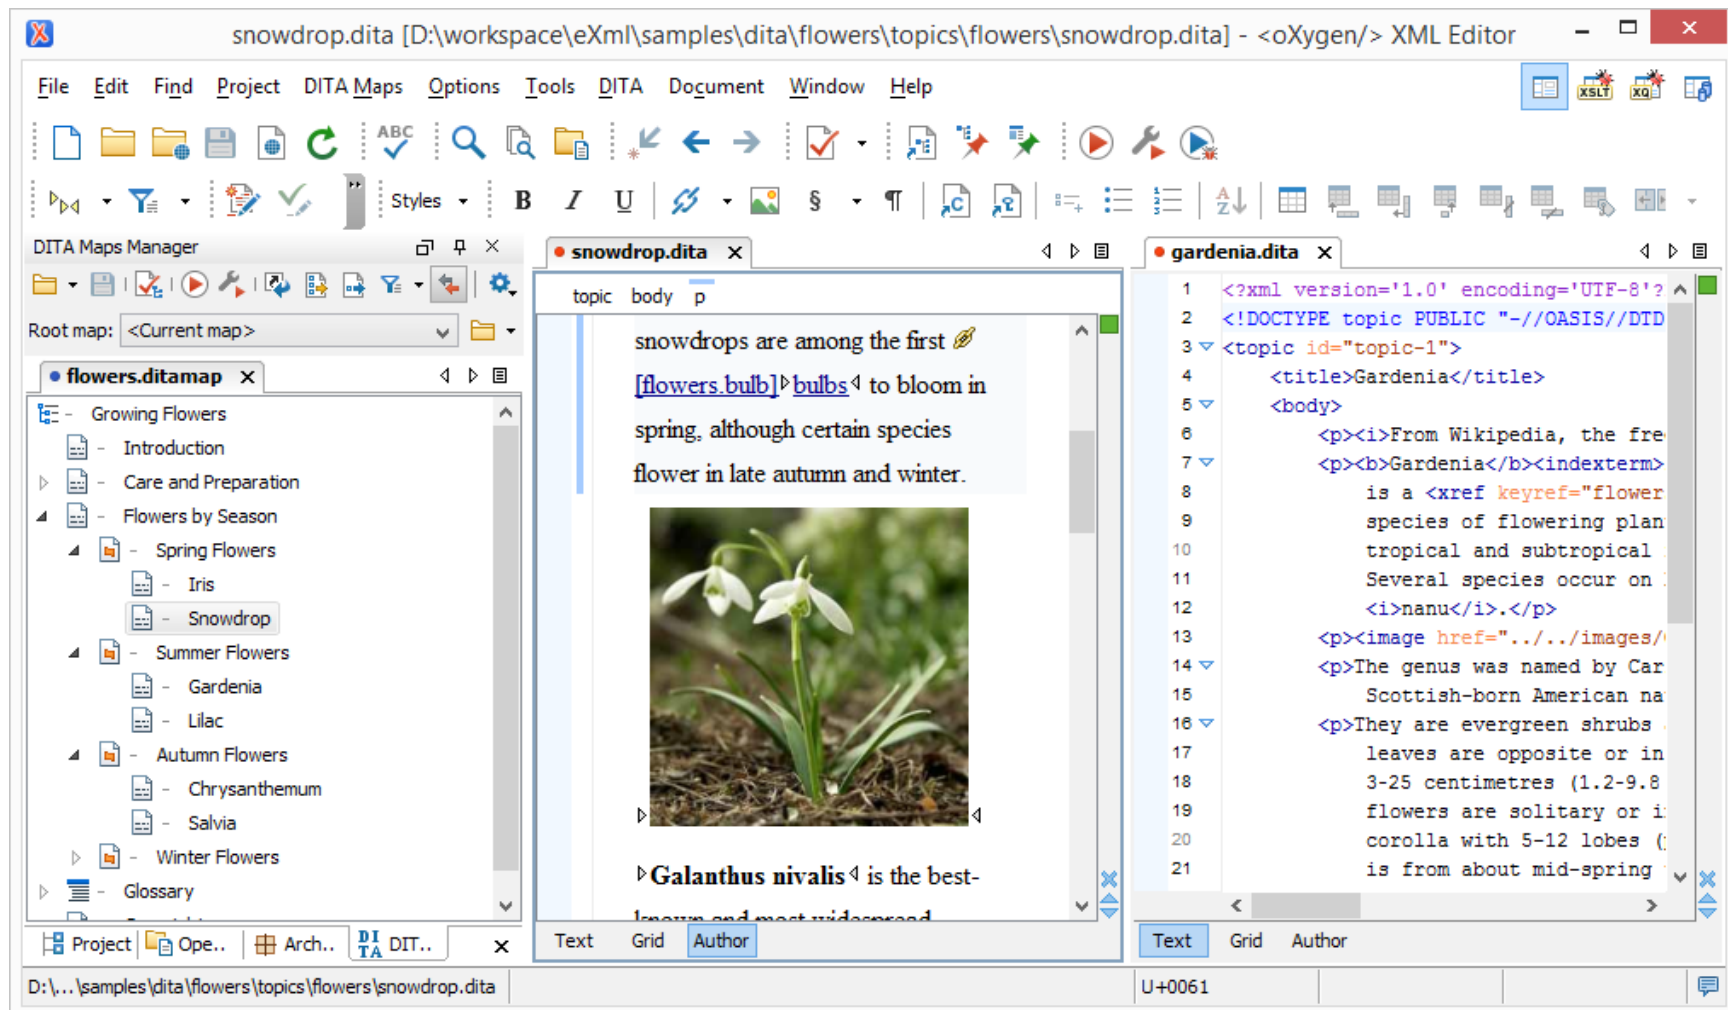 snowdrop.dita [D:\workspace\eXml\samples\dita\flowers\topics\flowers\snowdrop.dita] - <oXygen/> XML Editor
File Edit Find Project DITA Maps Options Tools DITA Document Window Help
XSLT XQ
ABC
Styles B I U § ¶ C ? A Z
DITA Maps Manager
Root map: <Current map>
flowers.ditamap
Growing Flowers
Introduction
Care and Preparation
Flowers by Season
Spring Flowers
Iris
Snowdrop
Summer Flowers
Gardenia
Lilac
Autumn Flowers
Chrysanthemum
Salvia
Winter Flowers
Glossary
Project Ope.. Arch.. DITA DIT..
snowdrop.dita
topic body p
snowdrops are among the first
[flowers.bulb] bulbs to bloom in
spring, although certain species
flower in late autumn and winter.
Galanthus nivalis is the best-
known and most widespread
Text Grid Author
gardenia.dita
1 <?xml version='1.0' encoding='UTF-8'?
2 <!DOCTYPE topic PUBLIC "-//OASIS//DTD
3 <topic id="topic-1">
4 <title>Gardenia</title>
5 <body>
6 <p><i>From Wikipedia, the fre
7 <p><b>Gardenia</b><indexterm>
8 is a <xref keyref="flower
9 species of flowering plan
10 tropical and subtropical
11 Several species occur on
12 <i>nanu</i>.</p>
13 <p><image href="../../images/
14 <p>The genus was named by Car
15 Scottish-born American na
16 <p>They are evergreen shrubs
17 leaves are opposite or in
18 3-25 centimetres (1.2-9.8
19 flowers are solitary or i
20 corolla with 5-12 lobes (
21 is from about mid-spring
Text Grid Author
D:\...\samples\dita\flowers\topics\flowers\snowdrop.dita
U+0061